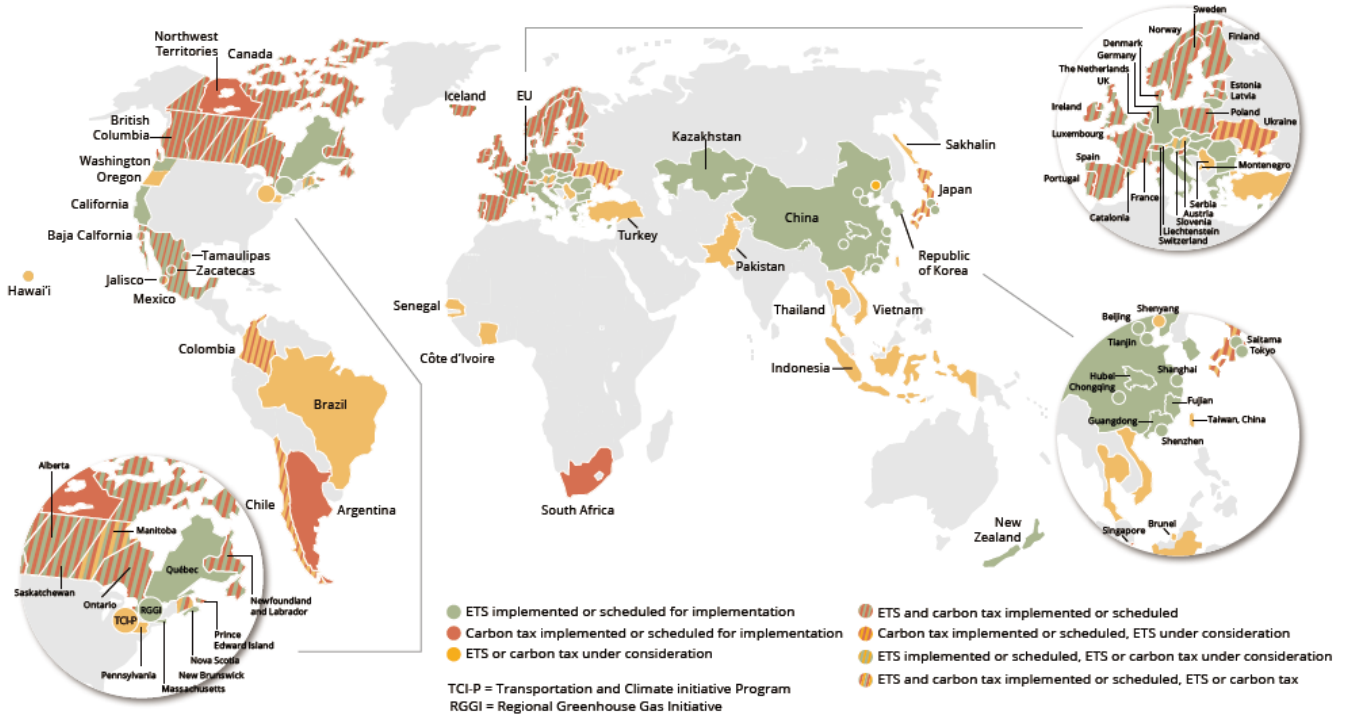 Northwest
Territories
Canada
British
Columbia
Washington
Oregon
California
Baja Calfornia
Tamaulipas
Zacatecas
Jalisco
Mexico
Hawai'i
Iceland
EU
Kazakhstan
Sakhalin
Japan
China
Republic
of Korea
Turkey
Pakistan
Thailand
Vietnam
Indonesia
Senegal
Côte d'Ivoire
Colombia
Brazil
Chile
Argentina
South Africa
New
Zealand
Sweden
Norway
Finland
Denmark
Germany
The Netherlands
UK
Estonia
Latvia
Ireland
Poland
Ukraine
Luxembourg
Spain
Montenegro
Portugal
France
Serbia
Catalonia
Austria
Slovenia
Liechtenstein
Switzerland
Shenyang
Beijing
Saitama
Tianjin
Tokyo
Hubei
Shanghai
Chongqing
Fujian
Guangdong
Taiwan, China
Shenzhen
Singapore
Brunei
Alberta
Manitoba
Québec
Saskatchewan
Ontario
RGGI
Newfoundland
and Labrador
TCI-P
Prince
Edward Island
Nova Scotia
Pennsylvania
New Brunswick
Massachusetts
ETS implemented or scheduled for implementation
Carbon tax implemented or scheduled for implementation
ETS or carbon tax under consideration
TCI-P = Transportation and Climate initiative Program
RGGI = Regional Greenhouse Gas Initiative
ETS and carbon tax implemented or scheduled
Carbon tax implemented or scheduled, ETS under consideration
ETS implemented or scheduled, ETS or carbon tax under consideration
ETS and carbon tax implemented or scheduled, ETS or carbon tax